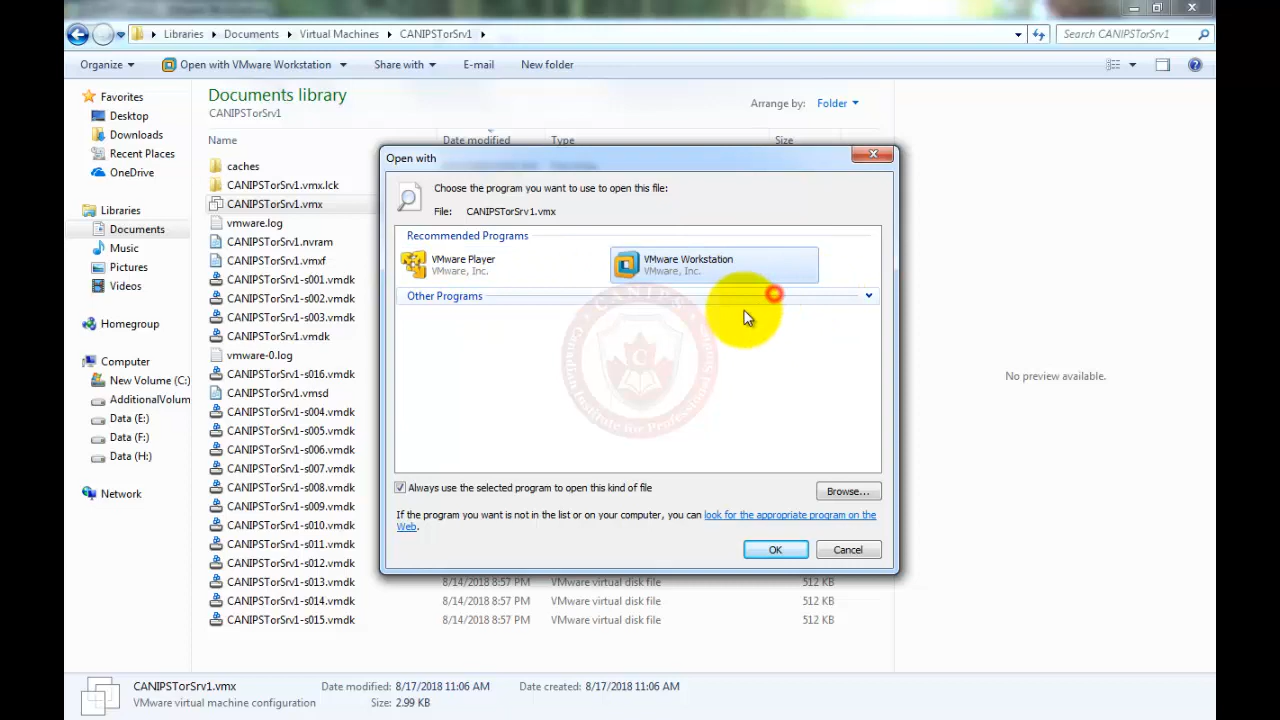 Libraries
Documents
Virtual Machines
CANIPSTorSrv1
Search CANIPSTorSrv1
Organize
Open with VMware Workstation
Share with
E-mail
New folder
Favorites
Desktop
Downloads
Recent Places
OneDrive
Libraries
Documents
Music
Pictures
Videos
Homegroup
Computer
New Volume (C:)
AdditionalVolum
Data (E:)
Data (F:)
Data (H:)
Network
Documents library
CANIPSTorSrv1
Arrange by: Folder
Name
Date modified
Type
Size
caches
CANIPSTorSrv1.vmx.lck
CANIPSTorSrv1.vmx
vmware.log
CANIPSTorSrv1.nvram
CANIPSTorSrv1.vmxf
CANIPSTorSrv1-s001.vmdk
CANIPSTorSrv1-s002.vmdk
CANIPSTorSrv1-s003.vmdk
CANIPSTorSrv1.vmdk
vmware-0.log
CANIPSTorSrv1-s016.vmdk
CANIPSTorSrv1.vmsd
CANIPSTorSrv1-s004.vmdk
CANIPSTorSrv1-s005.vmdk
CANIPSTorSrv1-s006.vmdk
CANIPSTorSrv1-s007.vmdk
CANIPSTorSrv1-s008.vmdk
CANIPSTorSrv1-s009.vmdk
CANIPSTorSrv1-s010.vmdk
CANIPSTorSrv1-s011.vmdk
CANIPSTorSrv1-s012.vmdk
CANIPSTorSrv1-s013.vmdk 8/14/2018 8:57 PM VMware virtual disk file 512 KB
CANIPSTorSrv1-s014.vmdk 8/14/2018 8:57 PM VMware virtual disk file 512 KB
CANIPSTorSrv1-s015.vmdk 8/14/2018 8:57 PM VMware virtual disk file 512 KB
Open with
Choose the program you want to use to open this file:
File: CANIPSTorSrv1.vmx
Recommended Programs
VMware Player
VMware, Inc.
VMware Workstation
VMware, Inc.
Other Programs
CANIPS
Canadian Institute for Professional Studies
Always use the selected program to open this kind of file
Browse...
If the program you want is not in the list or on your computer, you can look for the appropriate program on the
Web.
OK
Cancel
No preview available.
CANIPSTorSrv1.vmx Date modified: 8/17/2018 11:06 AM Date created: 8/17/2018 11:06 AM
VMware virtual machine configuration Size: 2.99 KB